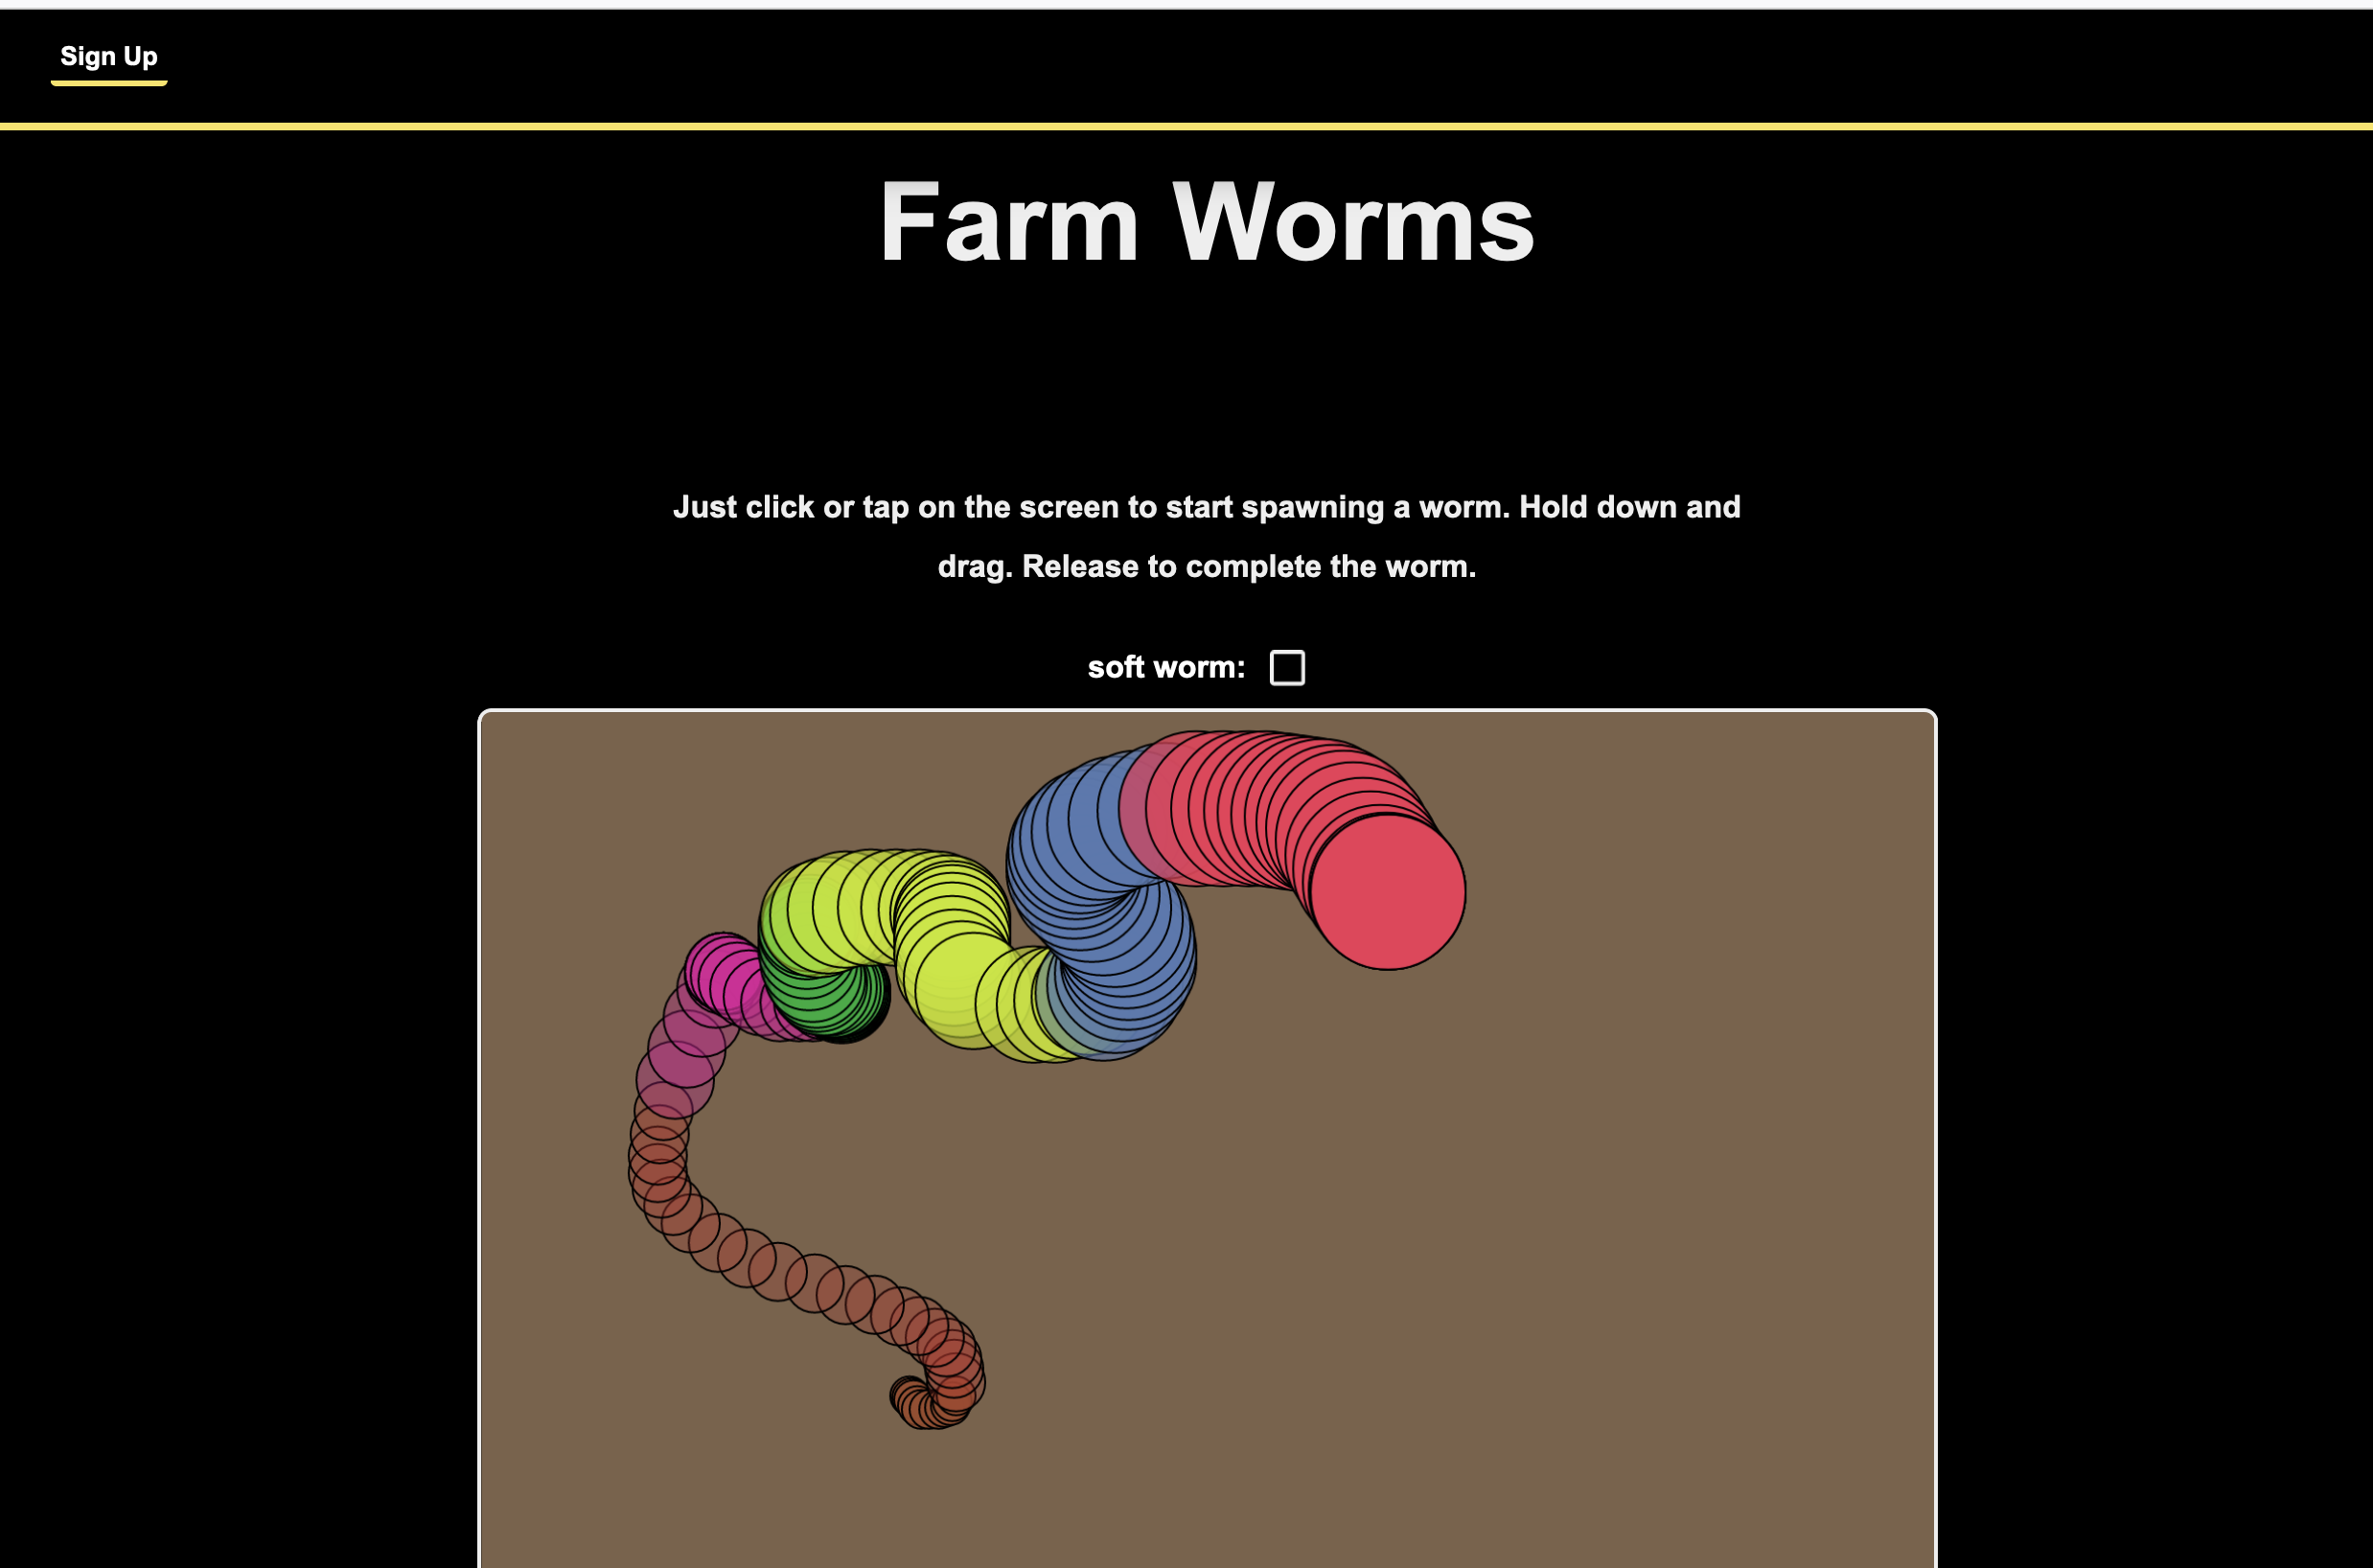 Sign Up
Farm Worms
Just click or tap on the screen to start spawning a worm. Hold down and
drag. Release to complete the worm.
soft worm: